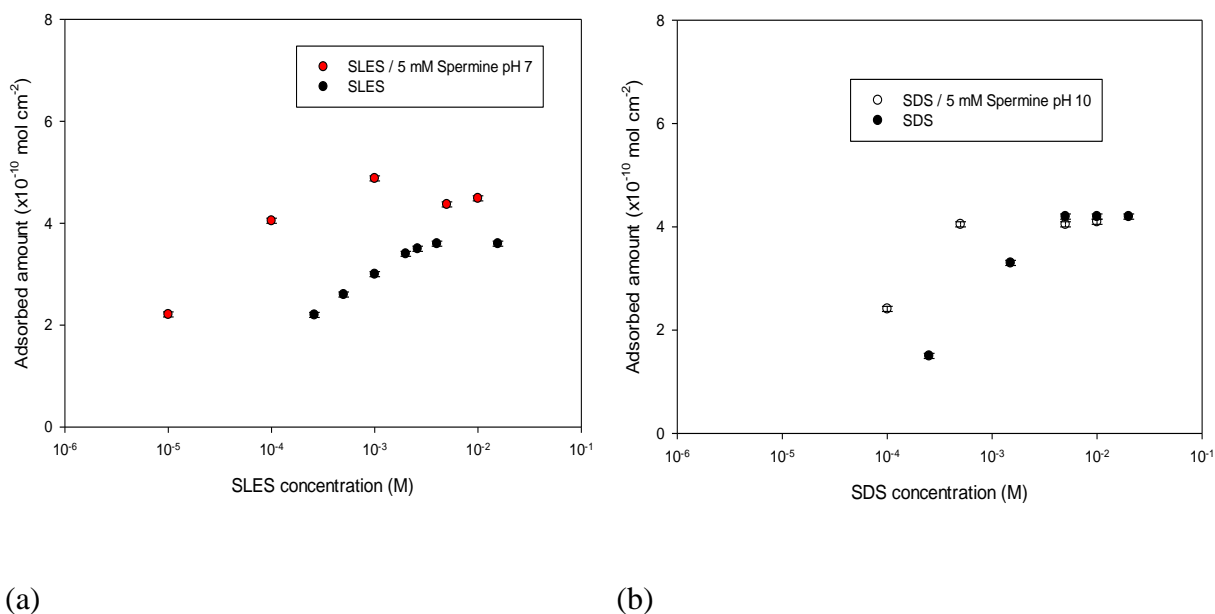 8
6
4
2
0
Adsorbed amount (x10⁻¹⁰ mol cm⁻²)
SLES / 5 mM Spermine pH 7
SLES
10⁻⁶ 10⁻⁵ 10⁻⁴ 10⁻³ 10⁻² 10⁻¹
SLES concentration (M)
(a)
8
6
4
2
0
Adsorbed amount (x10⁻¹⁰ mol cm⁻²)
SDS / 5 mM Spermine pH 10
SDS
10⁻⁶ 10⁻⁵ 10⁻⁴ 10⁻³ 10⁻² 10⁻¹
SDS concentration (M)
(b)